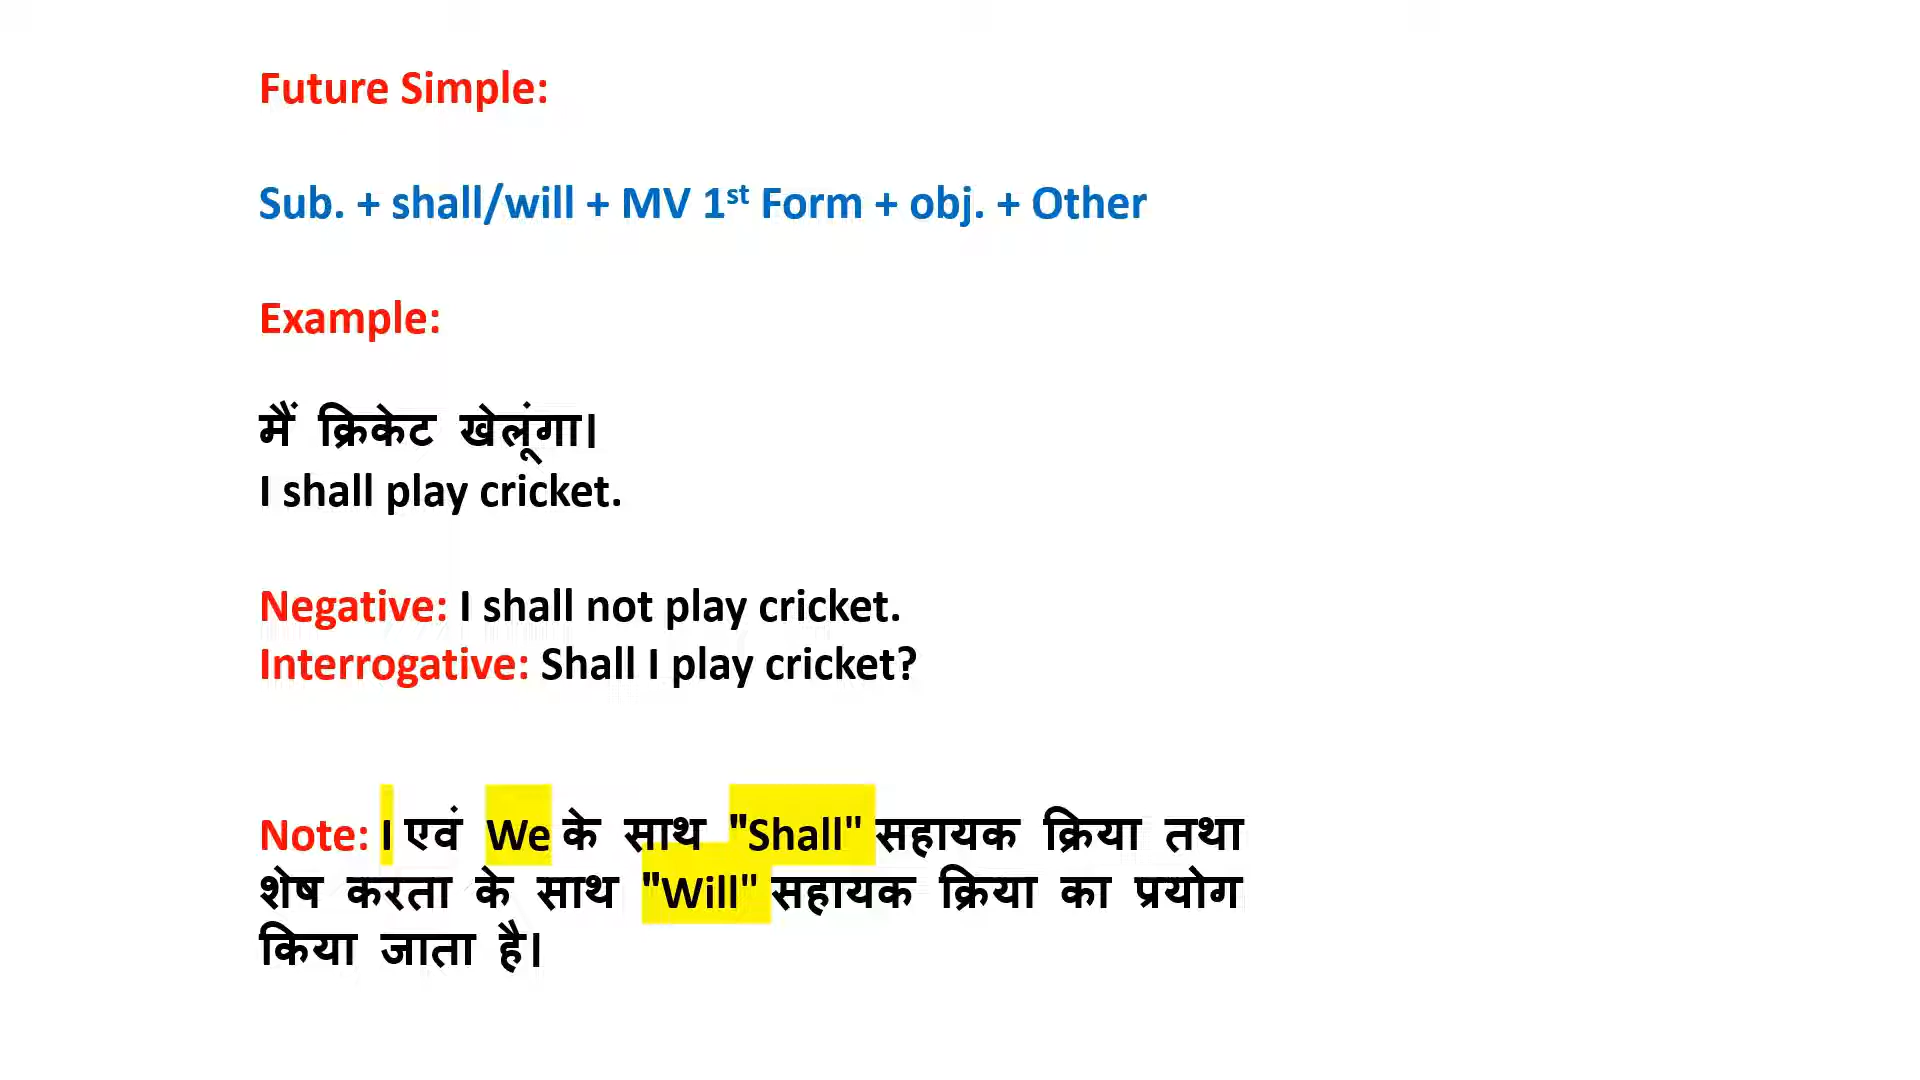 Future Simple:
Sub. + shall/will + MV 1st Form + obj. + Other
Example:
मैं क्रिकेट खेलूंगा।
I shall play cricket.
Negative: I shall not play cricket.
Interrogative: Shall I play cricket?
Note: I एवं We के साथ "Shall" सहायक क्रिया तथा
शेष करता के साथ "Will" सहायक क्रिया का प्रयोग
किया जाता है।